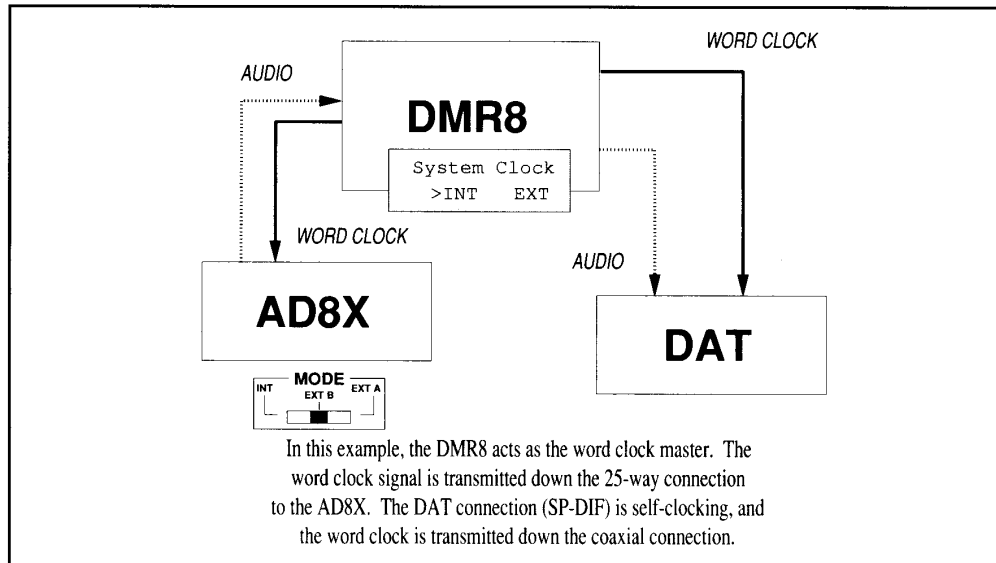 WORD CLOCK
AUDIO
DMR8
System Clock
>INT EXT
WORD CLOCK
AUDIO
AD8X
DAT
MODE
INT EXT B EXT A
In this example, the DMR8 acts as the word clock master. The
word clock signal is transmitted down the 25-way connection
to the AD8X. The DAT connection (SP-DIF) is self-clocking, and
the word clock is transmitted down the coaxial connection.